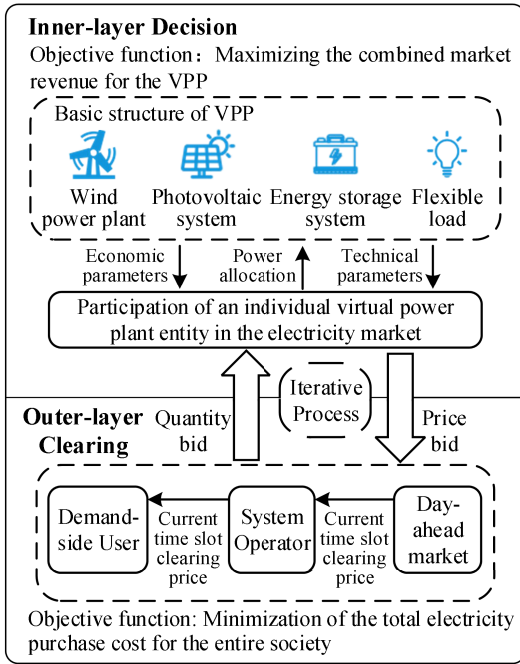 Inner-layer Decision
Objective function：Maximizing the combined market
revenue for the VPP
Basic structure of VPP
Wind
power plant
Photovoltaic
system
Energy storage
system
Flexible
load
Economic
parameters
Power
allocation
Technical
parameters
Participation of an individual virtual power
plant entity in the electricity market
Iterative
Process
Outer-layer
Clearing
Quantity
bid
Price
bid
Demand-
side User
Current
time slot
clearing
price
System
Operator
Current
time slot
clearing
price
Day-
ahead
market
Objective function: Minimization of the total electricity
purchase cost for the entire society